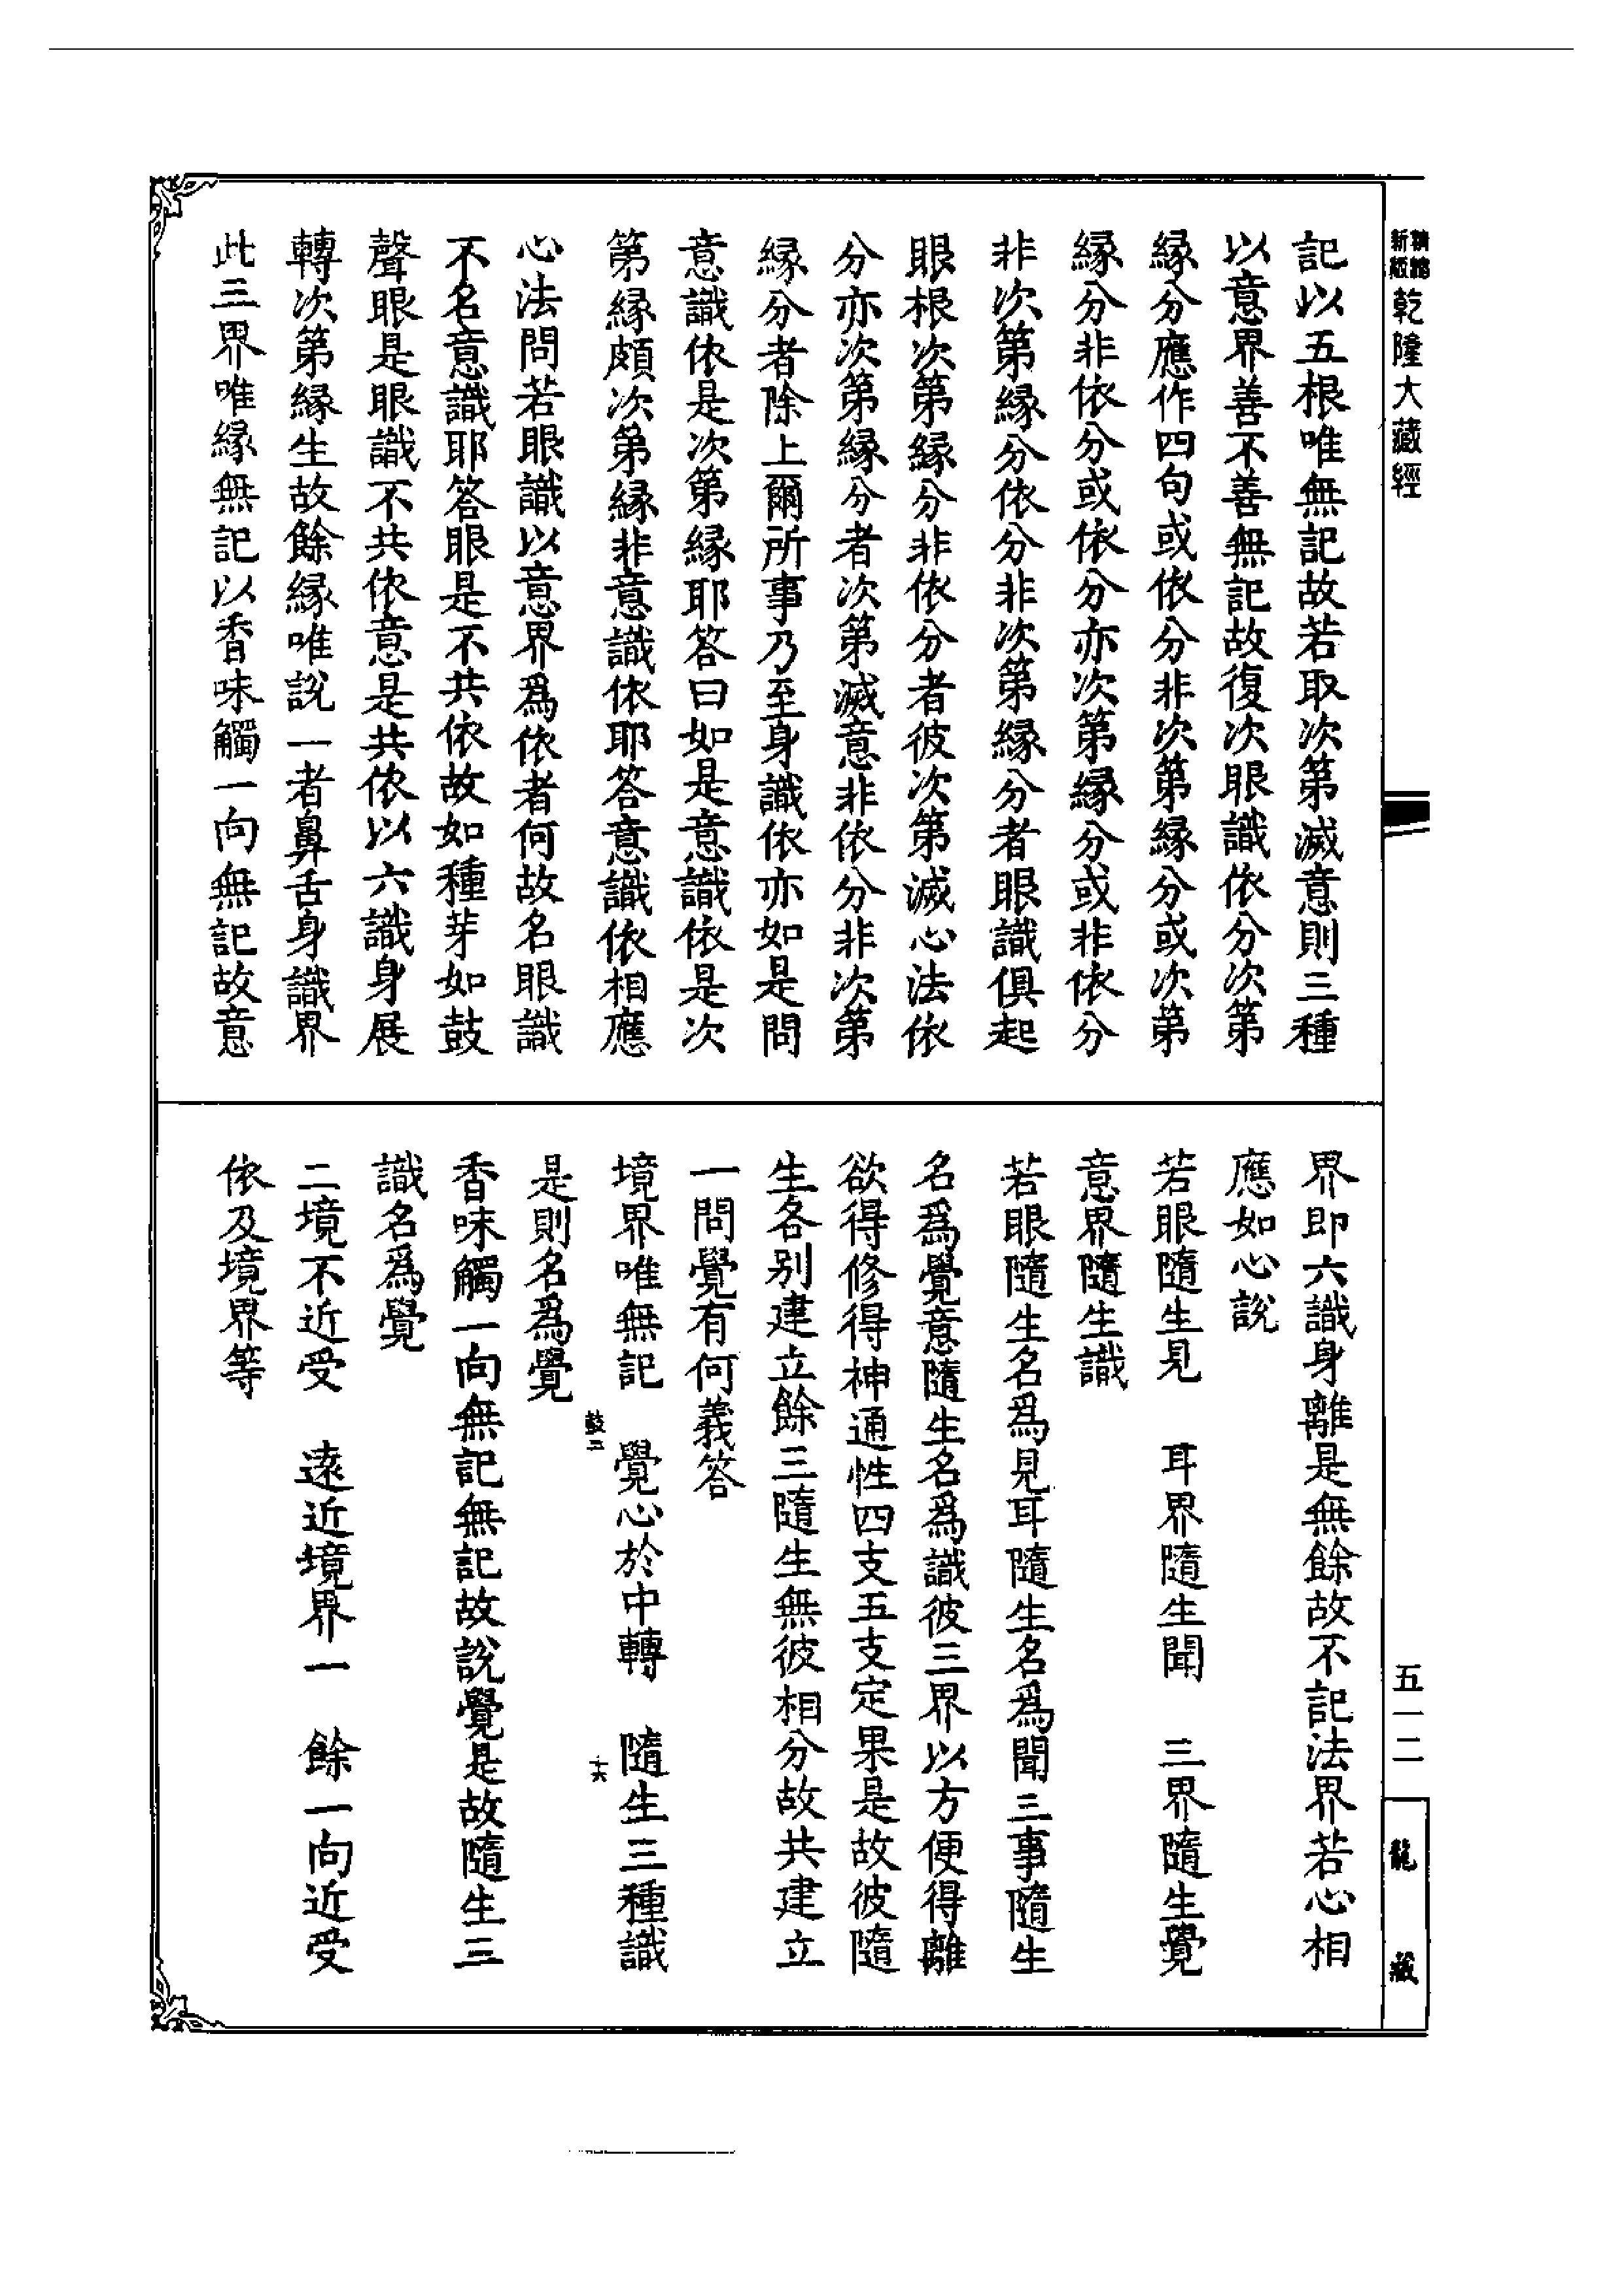 新版
精縮
乾隆大藏經
五一二
龍藏
記以五根唯無記故若取次第滅意則三種
以意界善不善無記故復次眼識依分次第
緣分應作四句或依分非次第緣分或次第
緣分非依分或依分亦次第緣分或非依分
非次第緣分依分非次第緣分者眼識俱起
眼根次第緣分非依分者彼次第滅心法依
分亦次第緣分者次第滅意非依分非次第
緣分者除上爾所事乃至身識依亦如是問
意識依是次第緣耶答曰如是意識依是次
第緣頗次第緣非意識依耶答意識依相應
心法問若眼識以意界爲依者何故名眼識
不名意識耶答眼是不共依故如種芽如鼓
聲眼是眼識不共依意是共依以六識身展
轉次第緣生故餘緣唯說一者鼻舌身識界
此三界唯緣無記以香味觸一向無記故意
界即六識身離是無餘故不記法界若心相
應如心說
若眼隨生見　耳界隨生聞　三界隨生覺
意界隨生識
若眼隨生名爲見耳隨生名爲聞三事隨生
名爲覺意隨生名爲識彼三界以方便得離
欲得修得神通性四支五支定果是故彼隨
生各別建立餘三隨生無彼相分故共建立
一問覺有何義答
境界唯無記　覺心於中轉　隨生三種識
鼓二　十六
是則名爲覺
香味觸一向無記無記故說覺是故隨生三
識名爲覺
二境不近受　遠近境界一　餘一向近受
依及境界等